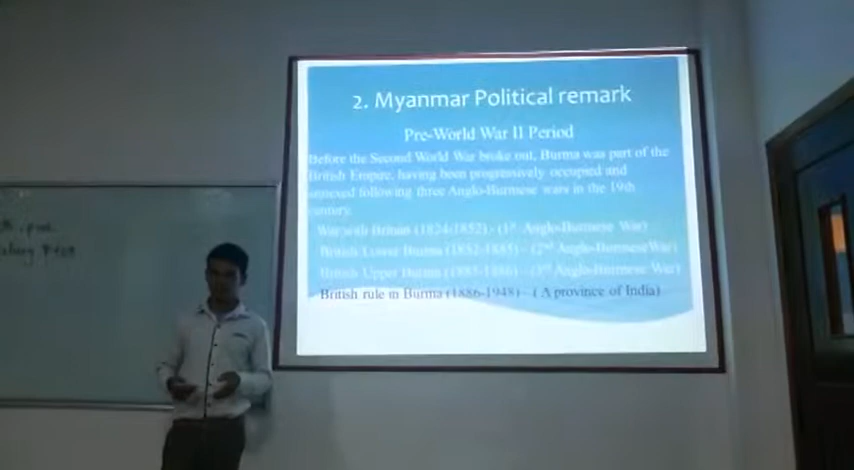 2. Myanmar Political remark
Pre-World War II Period
Before the Second World War broke out, Burma was part of the
British Empire, having been progressively occupied and
annexed following three Anglo-Burmese wars in the 19th
century.
War with Britain (1824-1852) - (1st Anglo-Burmese War)
British Lower Burma (1852-1885) - (2nd Anglo-Burmese War)
British Upper Burma (1885-1886) - (3rd Anglo-Burmese War)
British rule in Burma (1886-1948) - ( A province of India)